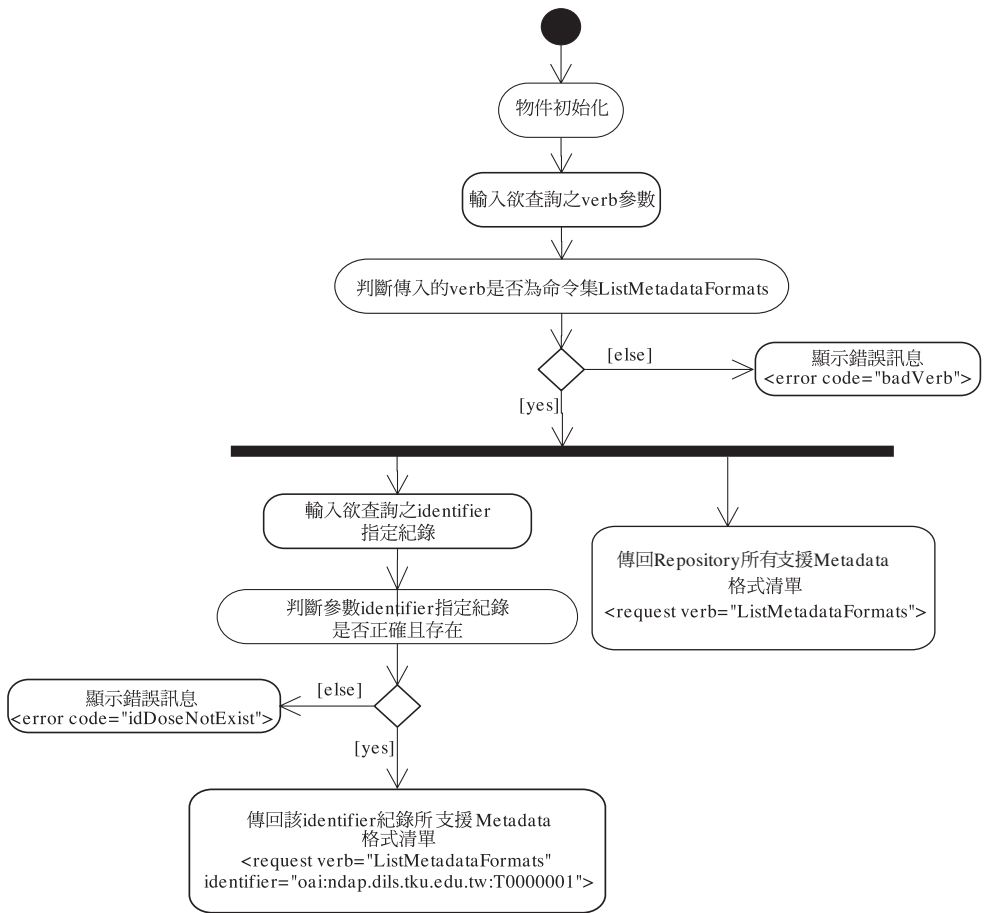 物件初始化
輸入欲查詢之verb參數
判斷傳入的verb是否為命令集ListMetadataFormats
[else]
顯示錯誤訊息
<error code="badVerb">
[yes]
輸入欲查詢之identifier
指定紀錄
傳回Repository所有支援Metadata
格式清單
<request verb="ListMetadataFormats">
判斷參數identifier指定紀錄
是否正確且存在
[else]
顯示錯誤訊息
<error code="idDoseNotExist">
[yes]
傳回該identifier紀錄所支援Metadata
格式清單
<request verb="ListMetadataFormats"
identifier="oai:ndap.dils.tku.edu.tw:T0000001">